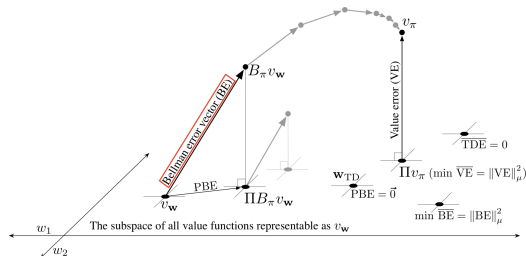 v_π
B_π v_w
Bellman error vector (BE)
Value error (VE)
TDE = 0
PBE
w_TD
Πv_π (min VE = ||VE||²_μ)
PBE = 0⃗
v_w
ΠB_π v_w
min BE = ||BE||²_μ
The subspace of all value functions representable as v_w
w_1
w_2